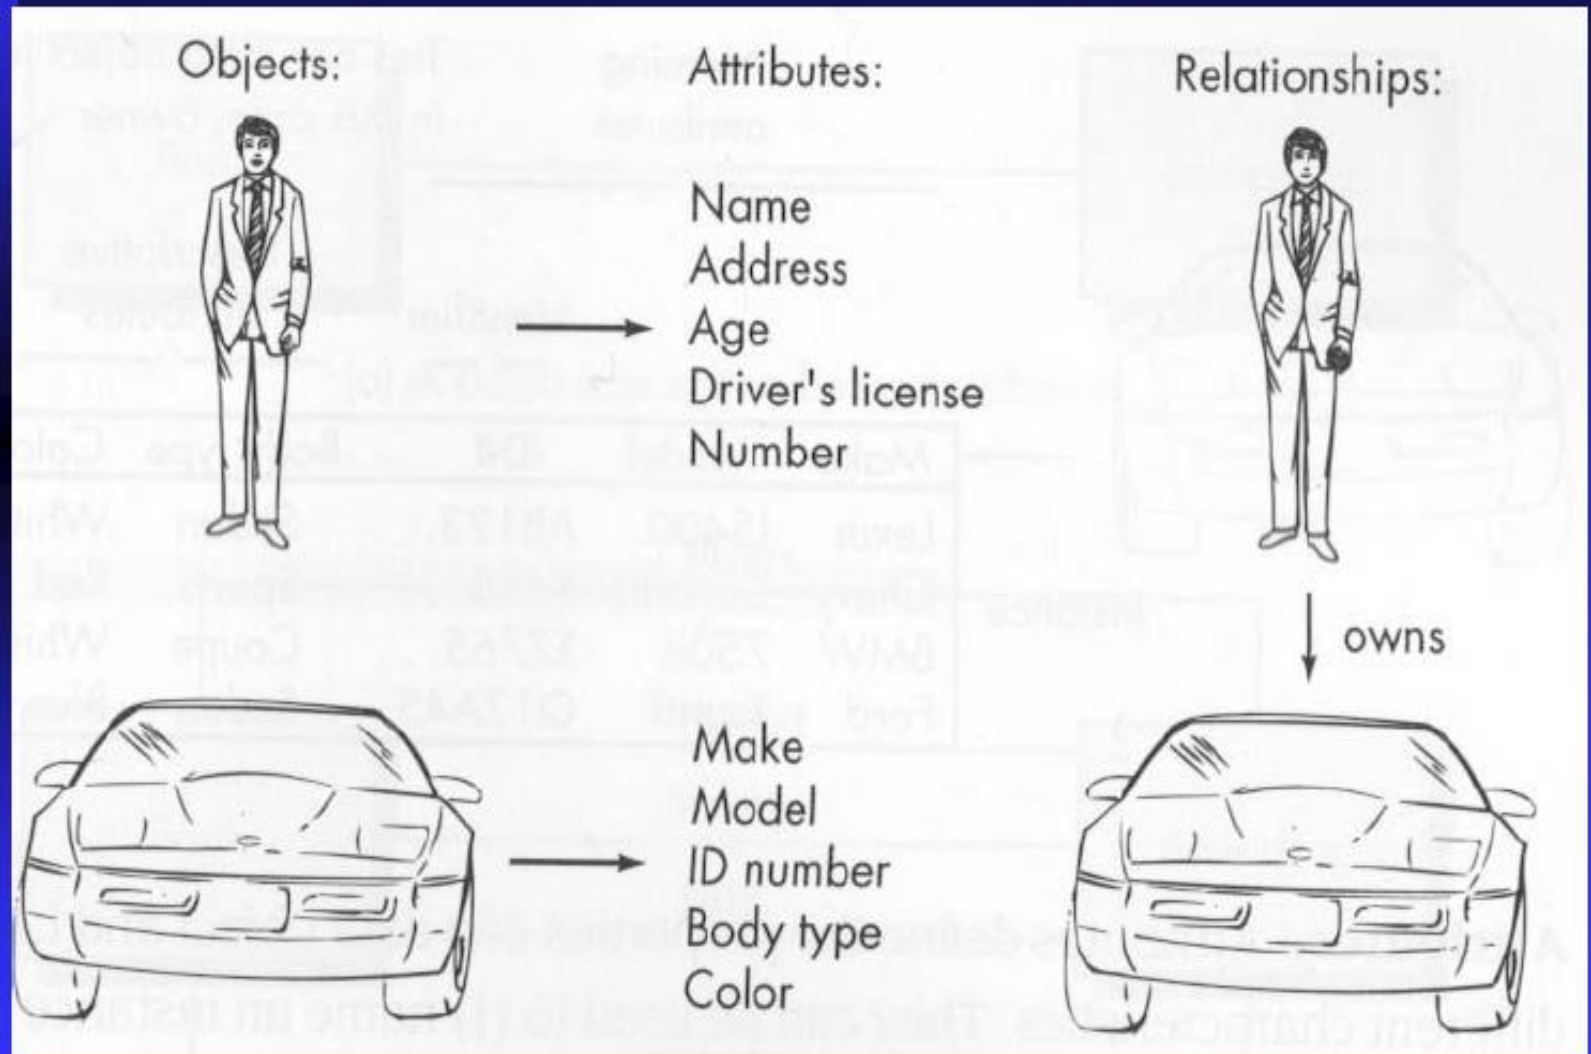 Objects:
Attributes:
Relationships:
Name
Address
Age
Driver's license
Number
owns
Make
Model
ID number
Body type
Color